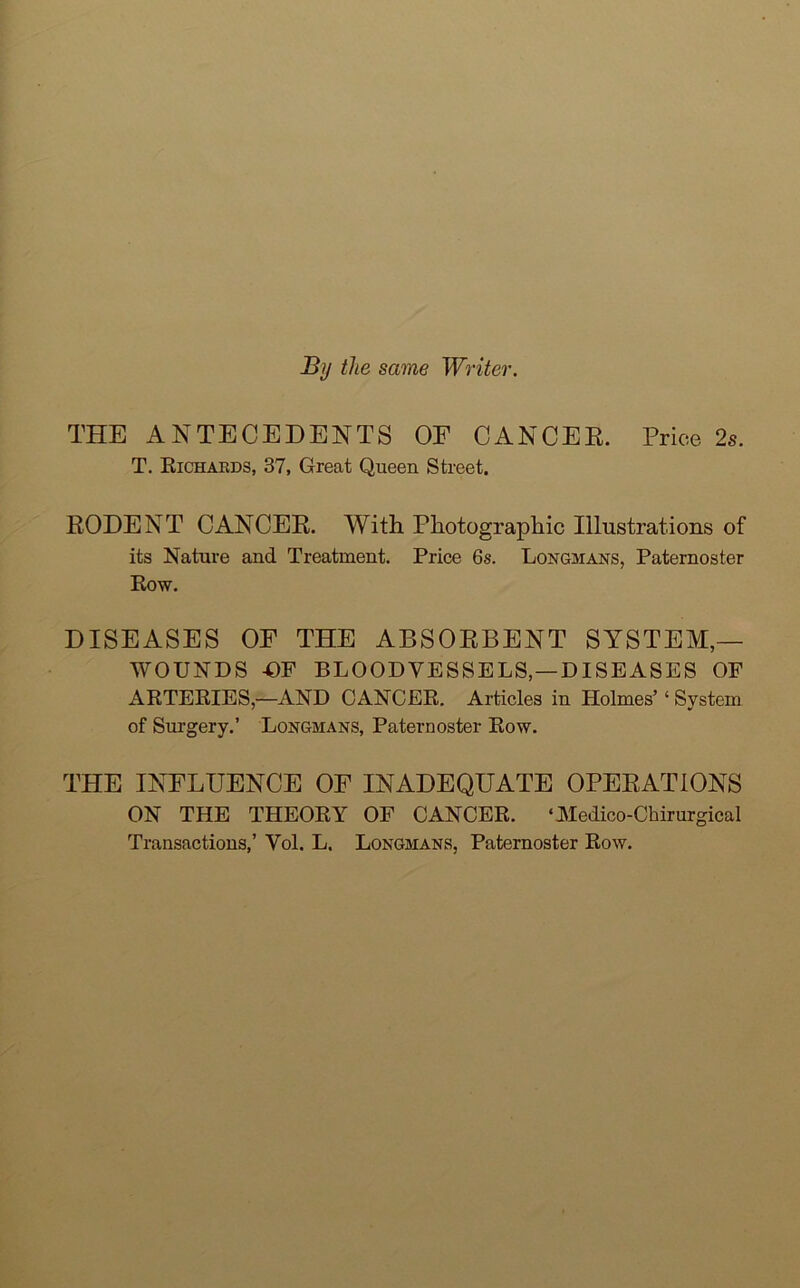 By the same Writer.
THE ANTECEDENTS OF CANCER. Price 2s.
T. RICHARDS, 37, Great Queen Street.
RODENT CANCER. With Photographic Illustrations of
its Nature and Treatment. Price 6s. LONGMANS, Paternoster
Row.
DISEASES OF THE ABSORBENT SYSTEM,—
WOUNDS OF BLOODVESSELS,—DISEASES OF
ARTERIES,—AND CANCER. Articles in Holmes’ ‘System
of Surgery.’ LONGMANS, Paternoster Row.
THE INFLUENCE OF INADEQUATE OPERATIONS
ON THE THEORY OF CANCER. ‘Medico-Chirurgical
Transactions,’ Vol. L. LONGMANS, Paternoster Row.